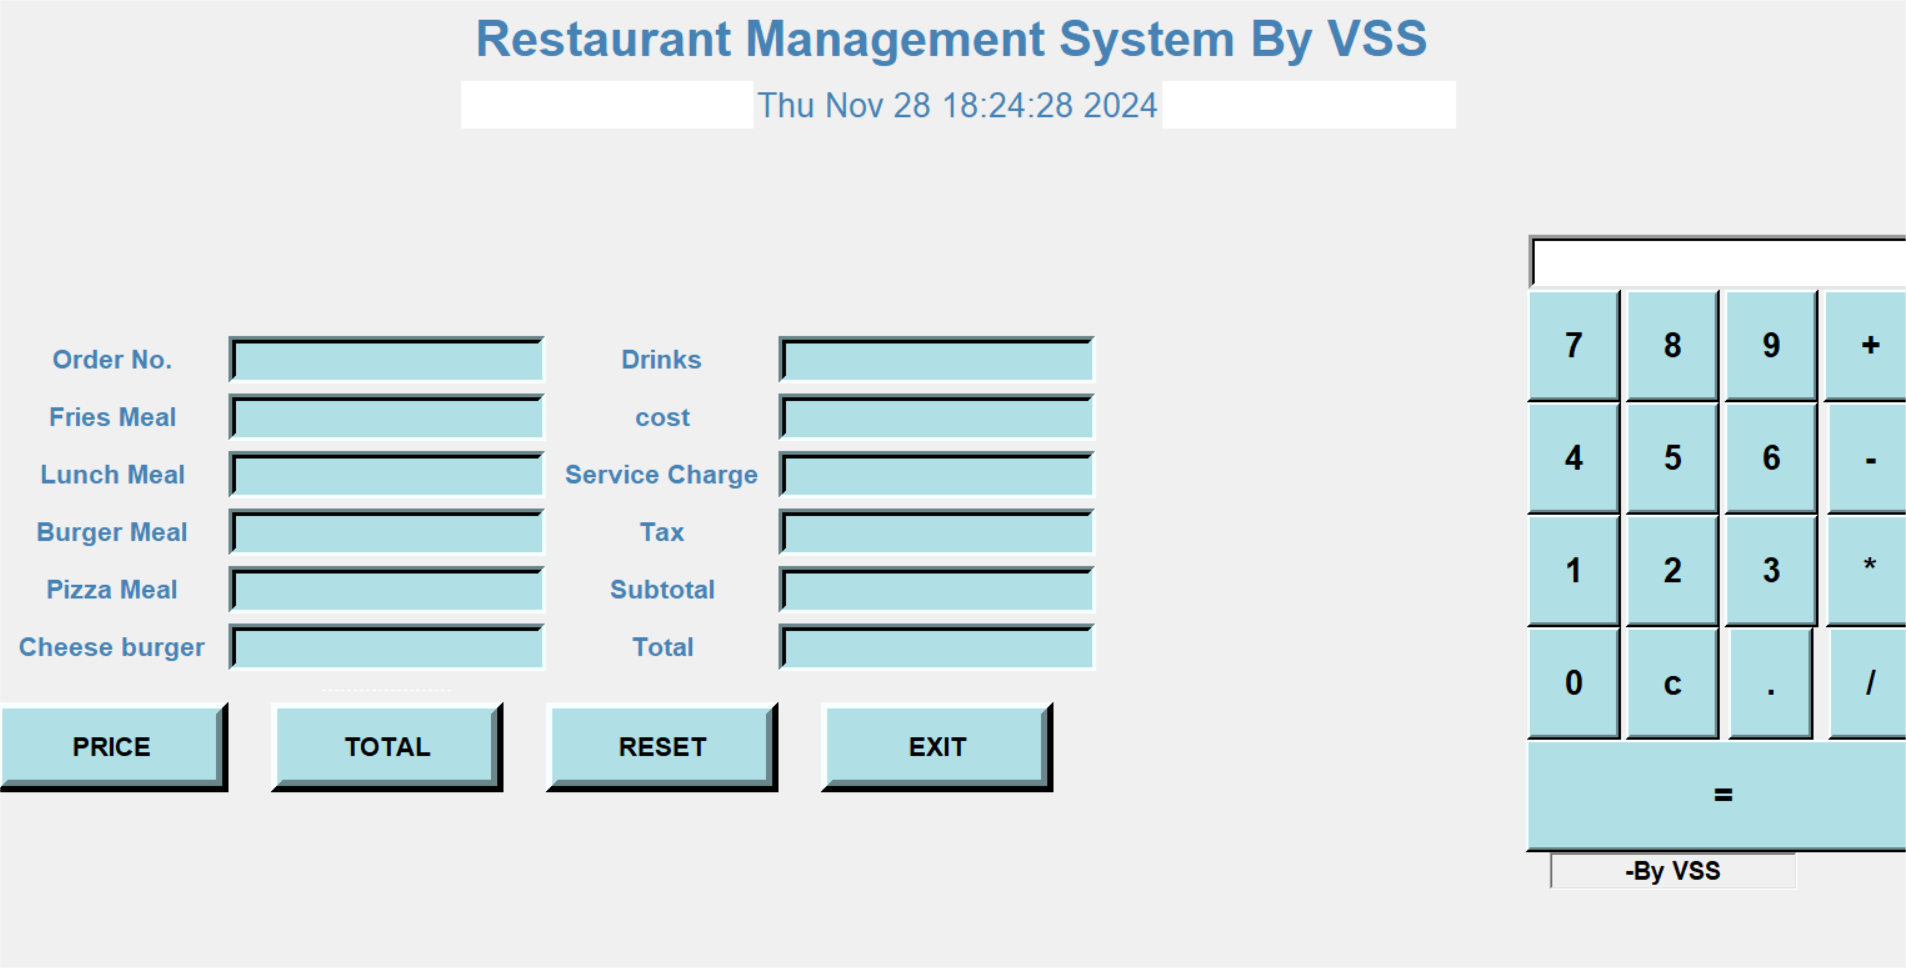 Restaurant Management System By VSS
Thu Nov 28 18:24:28 2024
Order No.
Fries Meal
Lunch Meal
Burger Meal
Pizza Meal
Cheese burger
Drinks
cost
Service Charge
Tax
Subtotal
Total
PRICE TOTAL RESET EXIT
7 8 9 +
4 5 6 -
1 2 3 *
0 c . /
=
-By VSS